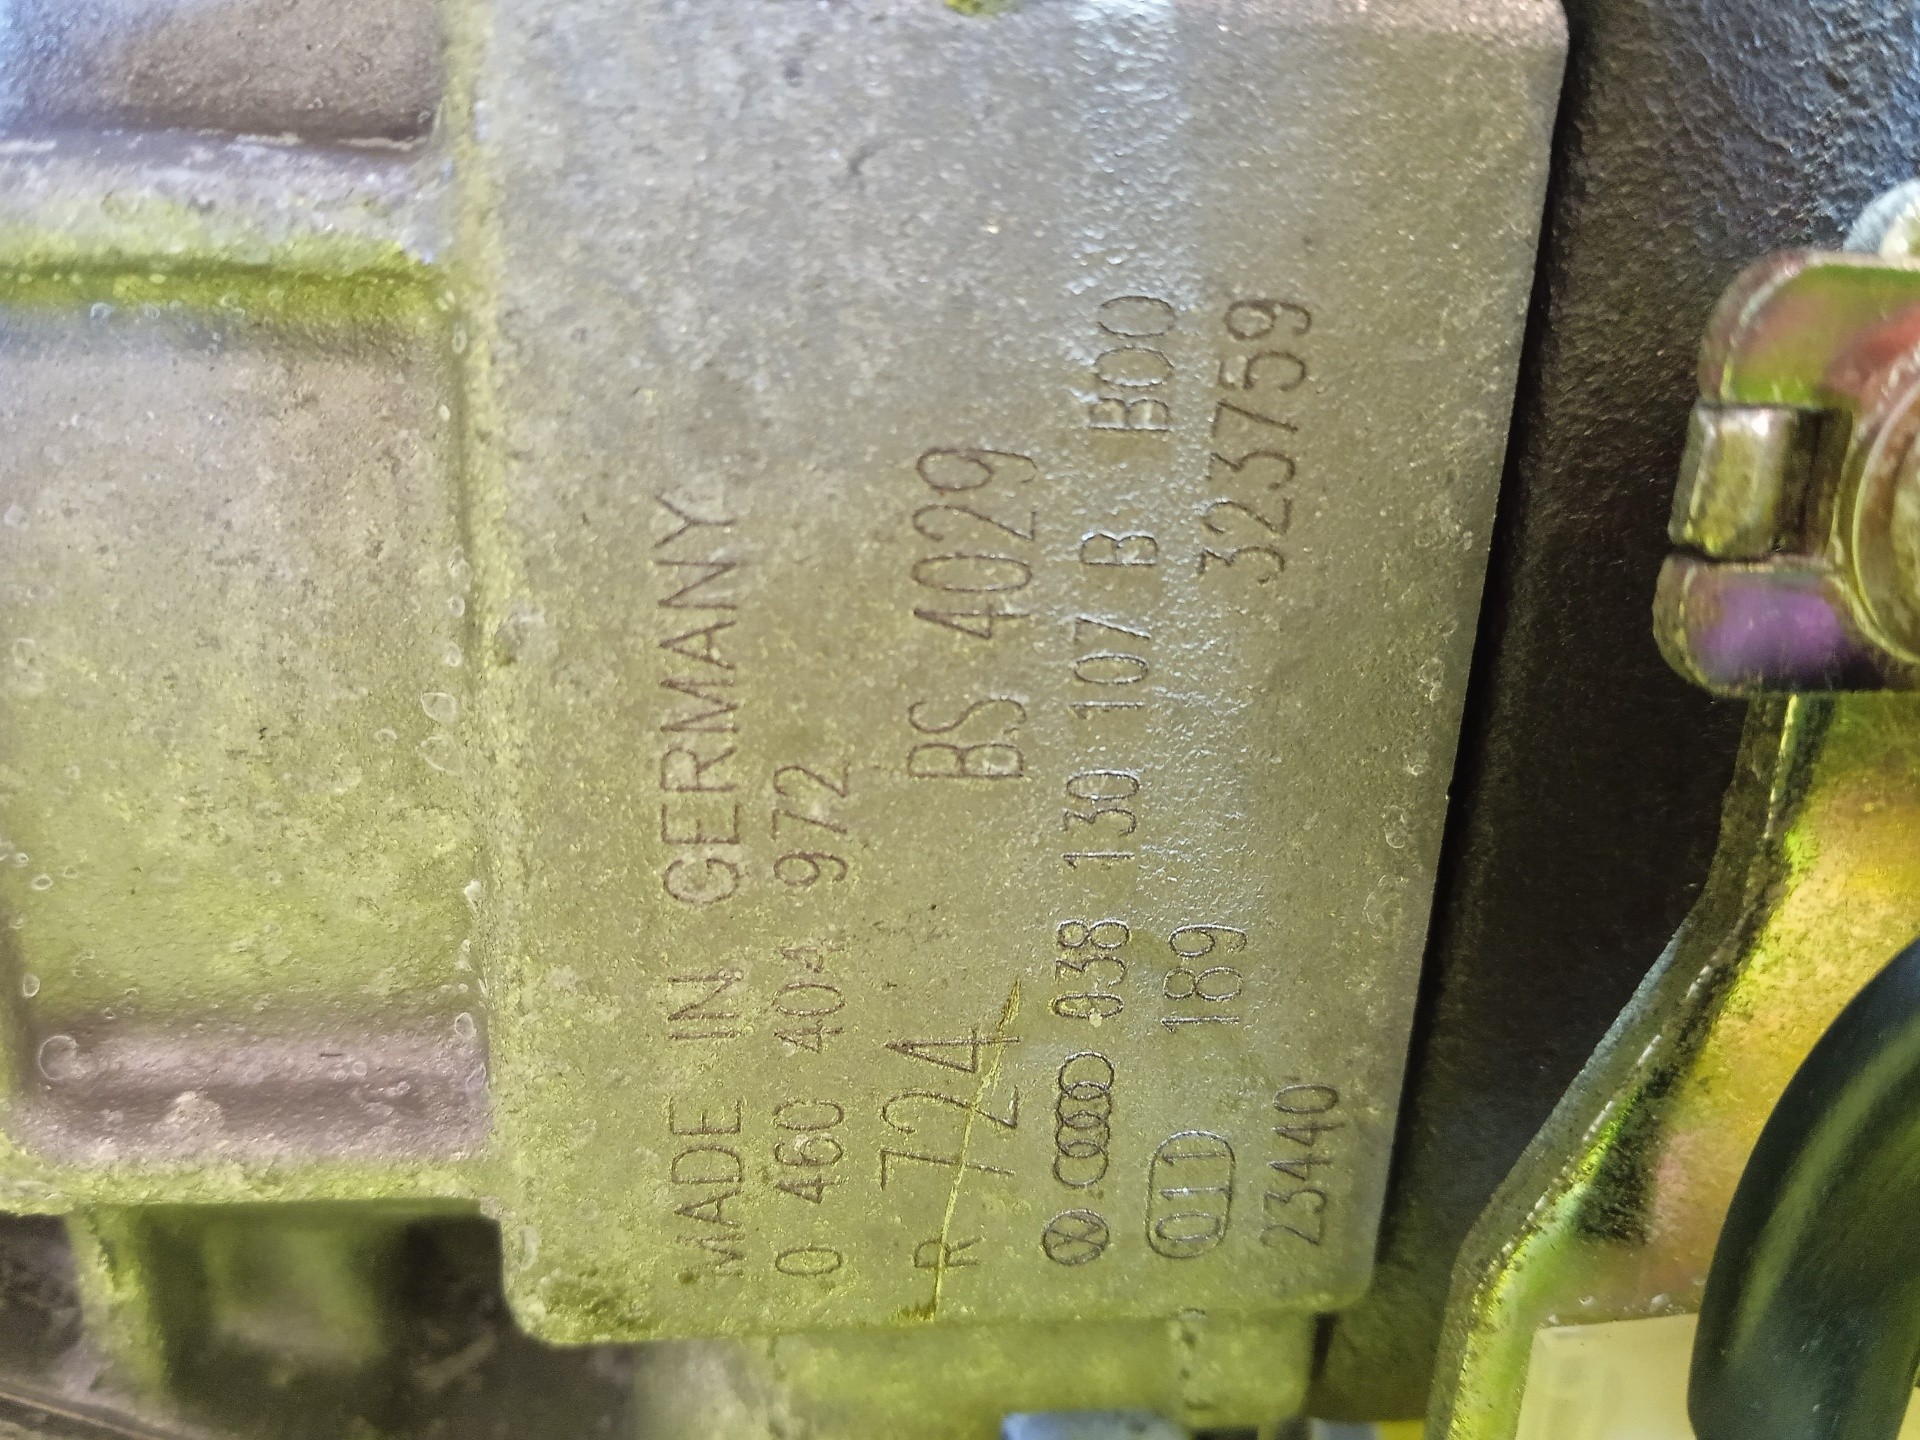 MADE IN GERMANY
0 460 404 972
R 724 BS 4029
038 130 107 B B00
011 189 323759
23440